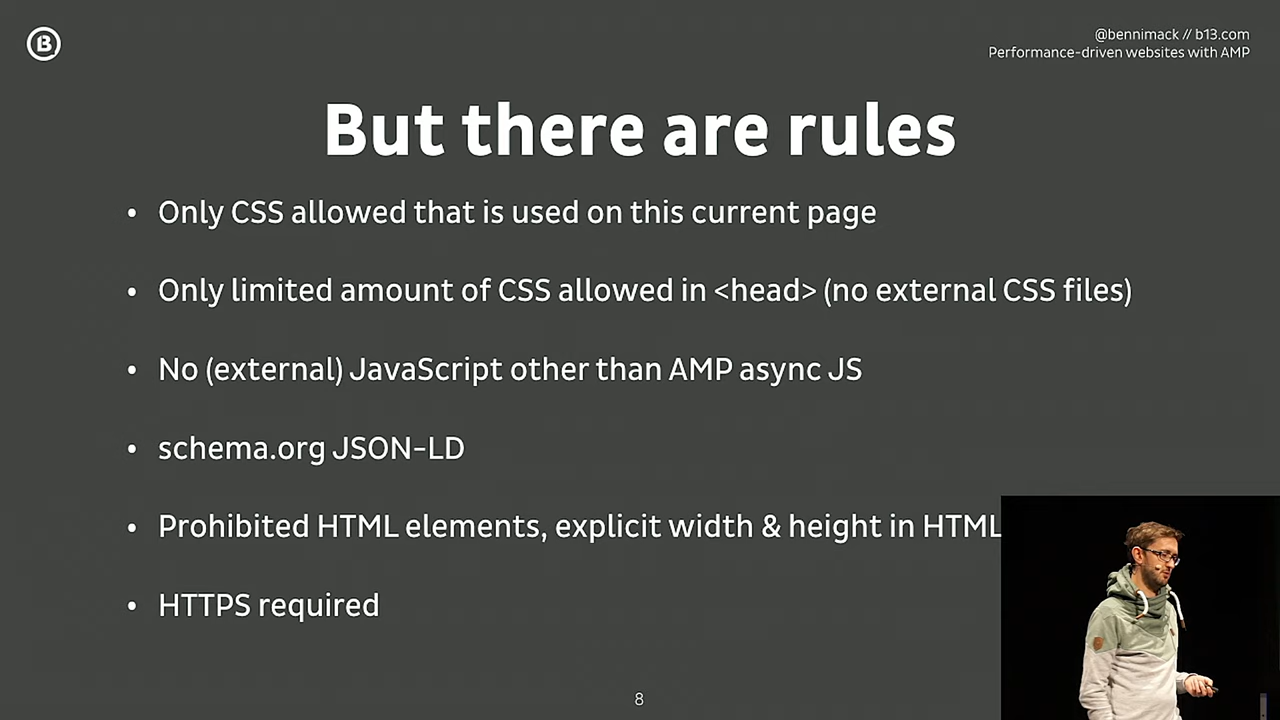 B
@bennimack // b13.com
Performance-driven websites with AMP
But there are rules
• Only CSS allowed that is used on this current page
• Only limited amount of CSS allowed in <head> (no external CSS files)
• No (external) JavaScript other than AMP async JS
• schema.org JSON-LD
• Prohibited HTML elements, explicit width & height in HTML
• HTTPS required
8